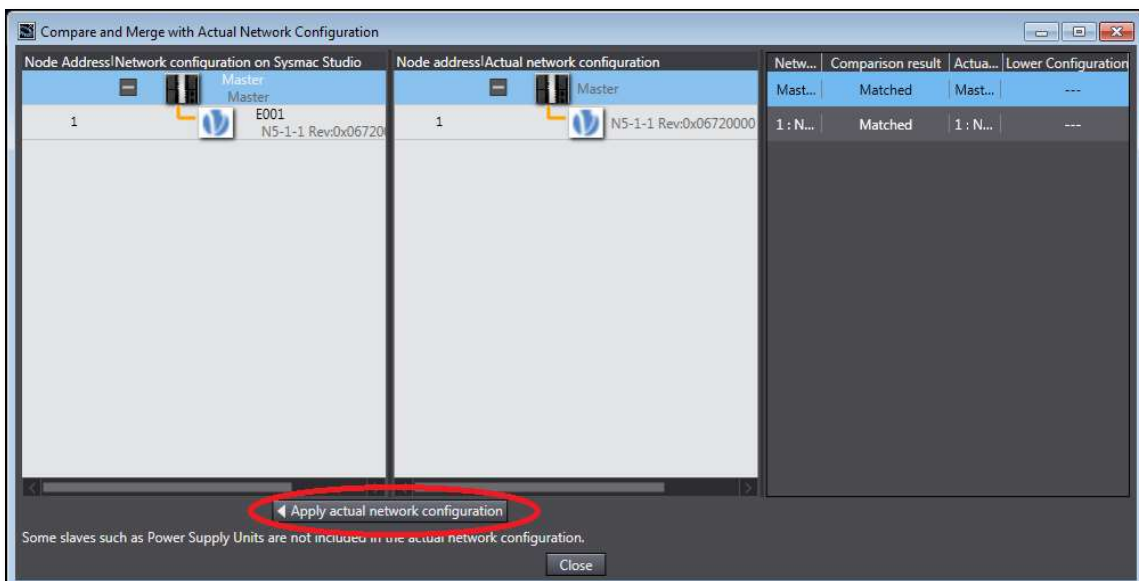 Compare and Merge with Actual Network Configuration
Node Address Network configuration on Sysmac Studio
Master
Master
1
E001
N5-1-1 Rev:0x06720
Node address Actual network configuration
Master
1
N5-1-1 Rev:0x06720000
Netw... Comparison result Actua... Lower Configuration
Mast... Matched Mast... ---
1 : N... Matched 1 : N... ---
Apply actual network configuration
Some slaves such as Power Supply Units are not included in the actual network configuration.
Close